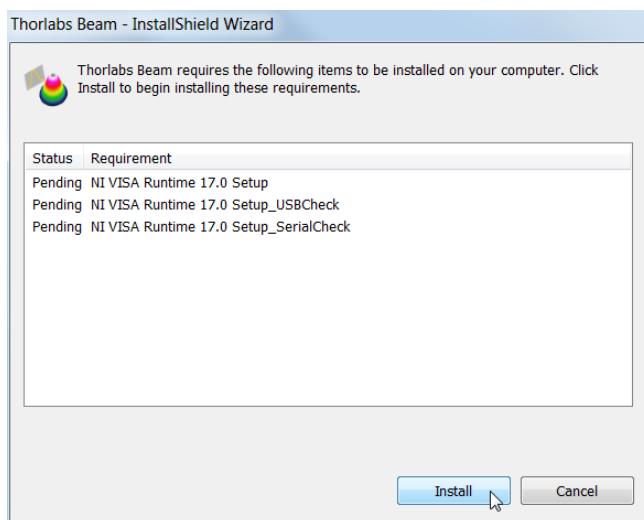 Thorlabs Beam - InstallShield Wizard
Thorlabs Beam requires the following items to be installed on your computer. Click
Install to begin installing these requirements.
Status Requirement
Pending NI VISA Runtime 17.0 Setup
Pending NI VISA Runtime 17.0 Setup_USBCheck
Pending NI VISA Runtime 17.0 Setup_SerialCheck
Install Cancel